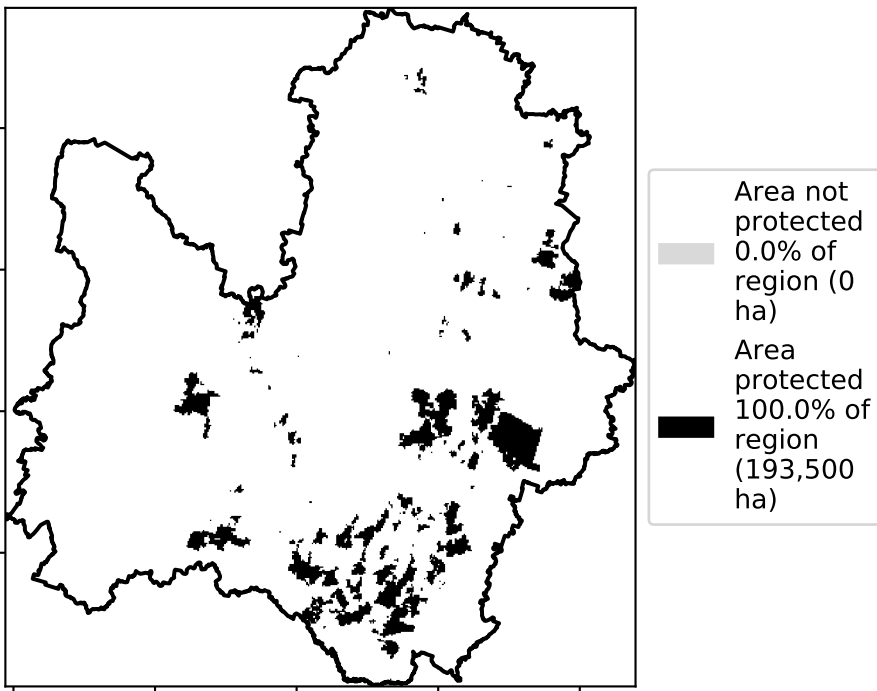 Area not
protected
0.0% of
region (0
ha)
Area
protected
100.0% of
region
(193,500
ha)